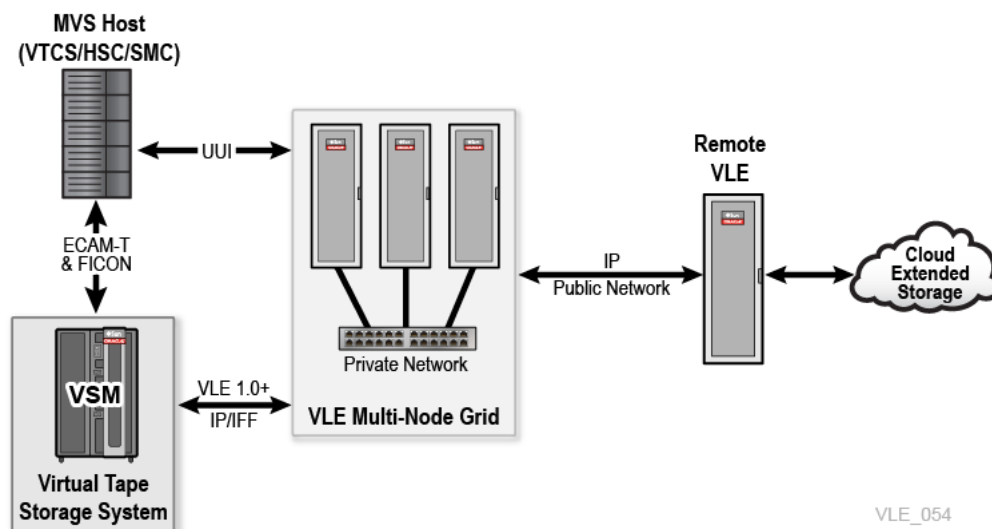 MVS Host
(VTCS/HSC/SMC)
UUI
ECAM-T
& FICON
VSM
Virtual Tape
Storage System
VLE 1.0+
IP/IFF
Private Network
VLE Multi-Node Grid
IP
Public Network
Remote
VLE
Cloud
Extended
Storage
VLE_054